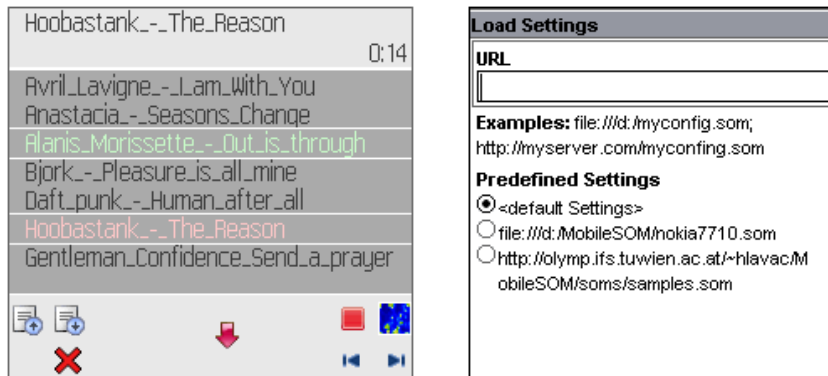 Hoobastank_-_The_Reason
0:14
Avril_Lavigne_-_I_am_With_You
Anastacia_-_Seasons_Change
Alanis_Morissette_-_Out_is_through
Bjork_-_Pleasure_is_all_mine
Daft_punk_-_Human_after_all
Hoobastank_-_The_Reason
Gentleman_Confidence_Send_a_prayer
Load Settings
URL
Examples: file:///d:/myconfig.som;
http://myserver.com/myconfing.som
Predefined Settings
<default Settings>
file:///d:/MobileSOM/nokia7710.som
http://olymp.ifs.tuwien.ac.at/~hlavac/M
obileSOM/soms/samples.som